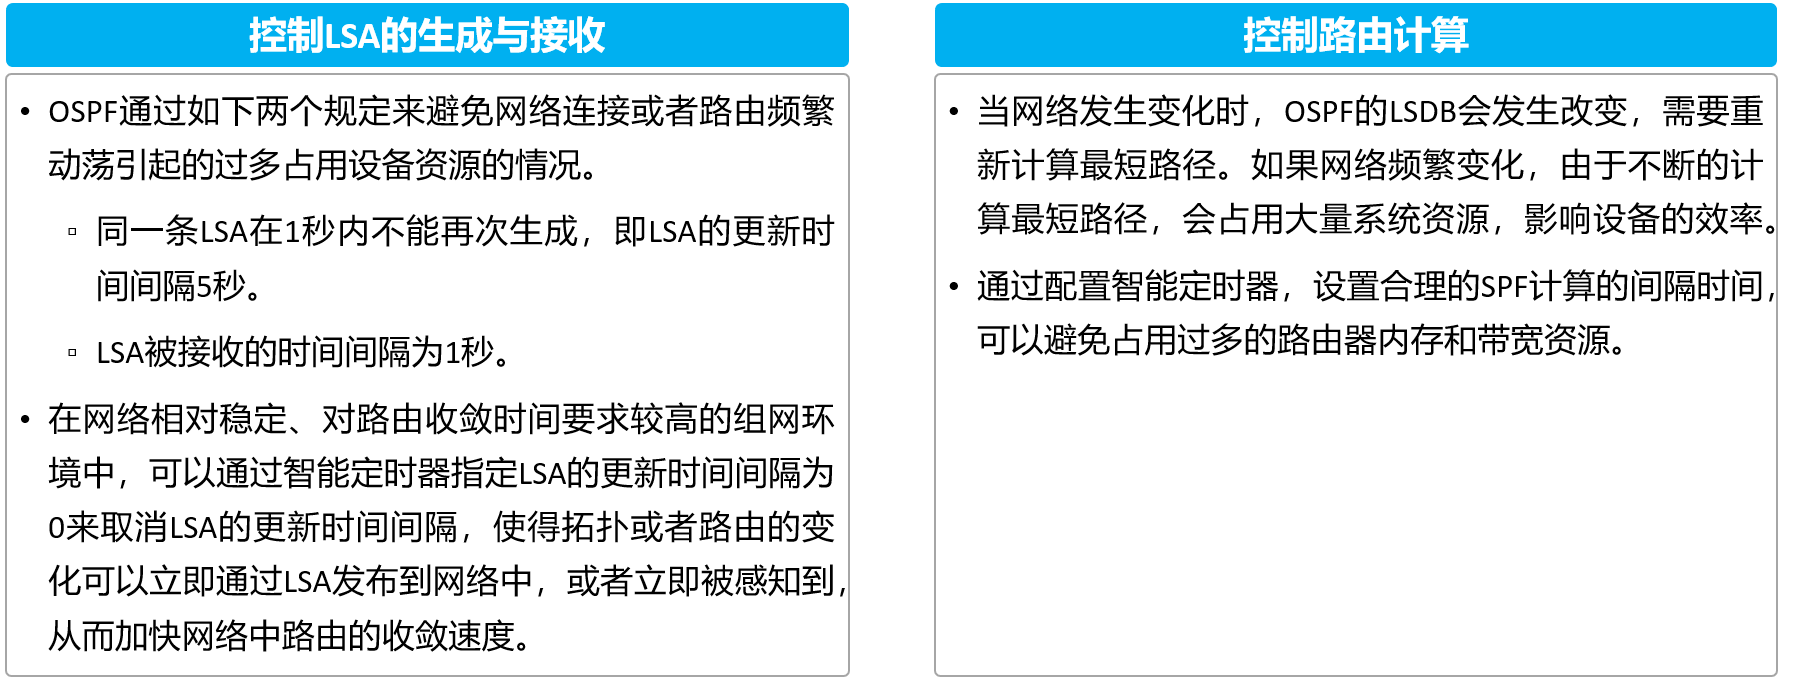 控制LSA的生成与接收
• OSPF通过如下两个规定来避免网络连接或者路由频繁
动荡引起的过多占用设备资源的情况。
▫ 同一条LSA在1秒内不能再次生成，即LSA的更新时
间间隔5秒。
▫ LSA被接收的时间间隔为1秒。
• 在网络相对稳定、对路由收敛时间要求较高的组网环
境中，可以通过智能定时器指定LSA的更新时间间隔为
0来取消LSA的更新时间间隔，使得拓扑或者路由的变
化可以立即通过LSA发布到网络中，或者立即被感知到，
从而加快网络中路由的收敛速度。
控制路由计算
• 当网络发生变化时，OSPF的LSDB会发生改变，需要重
新计算最短路径。如果网络频繁变化，由于不断的计
算最短路径，会占用大量系统资源，影响设备的效率。
• 通过配置智能定时器，设置合理的SPF计算的间隔时间，
可以避免占用过多的路由器内存和带宽资源。